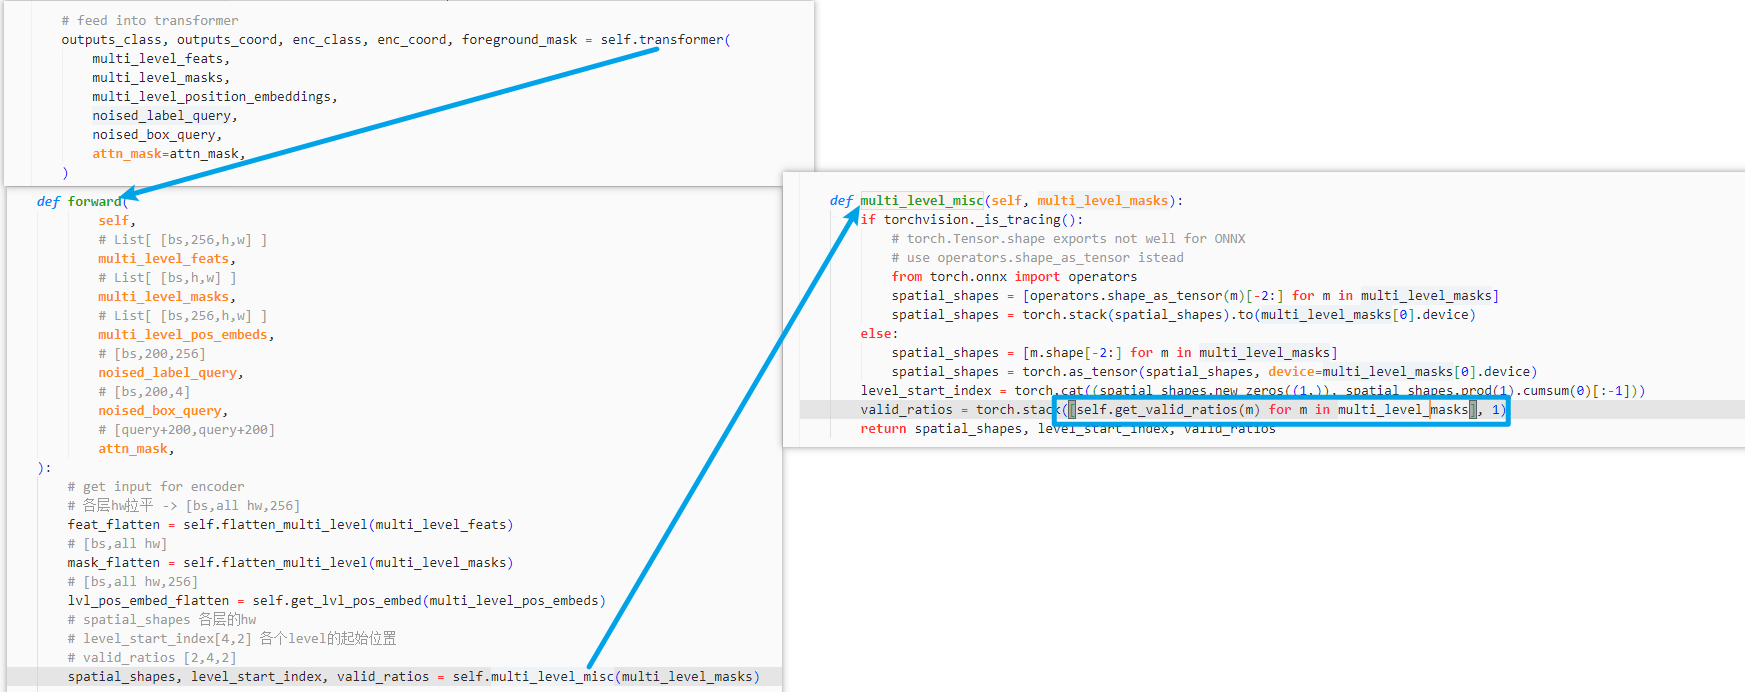 # feed into transformer
outputs_class, outputs_coord, enc_class, enc_coord, foreground_mask = self.transformer(
multi_level_feats,
multi_level_masks,
multi_level_position_embeddings,
noised_label_query,
noised_box_query,
attn_mask=attn_mask,
)
def forward(
self,
# List[ [bs,256,h,w] ]
multi_level_feats,
# List[ [bs,h,w] ]
multi_level_masks,
# List[ [bs,256,h,w] ]
multi_level_pos_embeds,
# [bs,200,256]
noised_label_query,
# [bs,200,4]
noised_box_query,
# [query+200,query+200]
attn_mask,
):
# get input for encoder
# 各层hw拉平 -> [bs,all hw,256]
feat_flatten = self.flatten_multi_level(multi_level_feats)
# [bs,all hw]
mask_flatten = self.flatten_multi_level(multi_level_masks)
# [bs,all hw,256]
lvl_pos_embed_flatten = self.get_lvl_pos_embed(multi_level_pos_embeds)
# spatial_shapes 各层的hw
# level_start_index[4,2] 各个level的起始位置
# valid_ratios [2,4,2]
spatial_shapes, level_start_index, valid_ratios = self.multi_level_misc(multi_level_masks)
def multi_level_misc(self, multi_level_masks):
if torchvision._is_tracing():
# torch.Tensor.shape exports not well for ONNX
# use operators.shape_as_tensor istead
from torch.onnx import operators
spatial_shapes = [operators.shape_as_tensor(m)[-2:] for m in multi_level_masks]
spatial_shapes = torch.stack(spatial_shapes).to(multi_level_masks[0].device)
else:
spatial_shapes = [m.shape[-2:] for m in multi_level_masks]
spatial_shapes = torch.as_tensor(spatial_shapes, device=multi_level_masks[0].device)
level_start_index = torch.cat((spatial_shapes.new_zeros((1,)), spatial_shapes.prod(1).cumsum(0)[:-1]))
valid_ratios = torch.stack([self.get_valid_ratios(m) for m in multi_level_masks], 1)
return spatial_shapes, level_start_index, valid_ratios